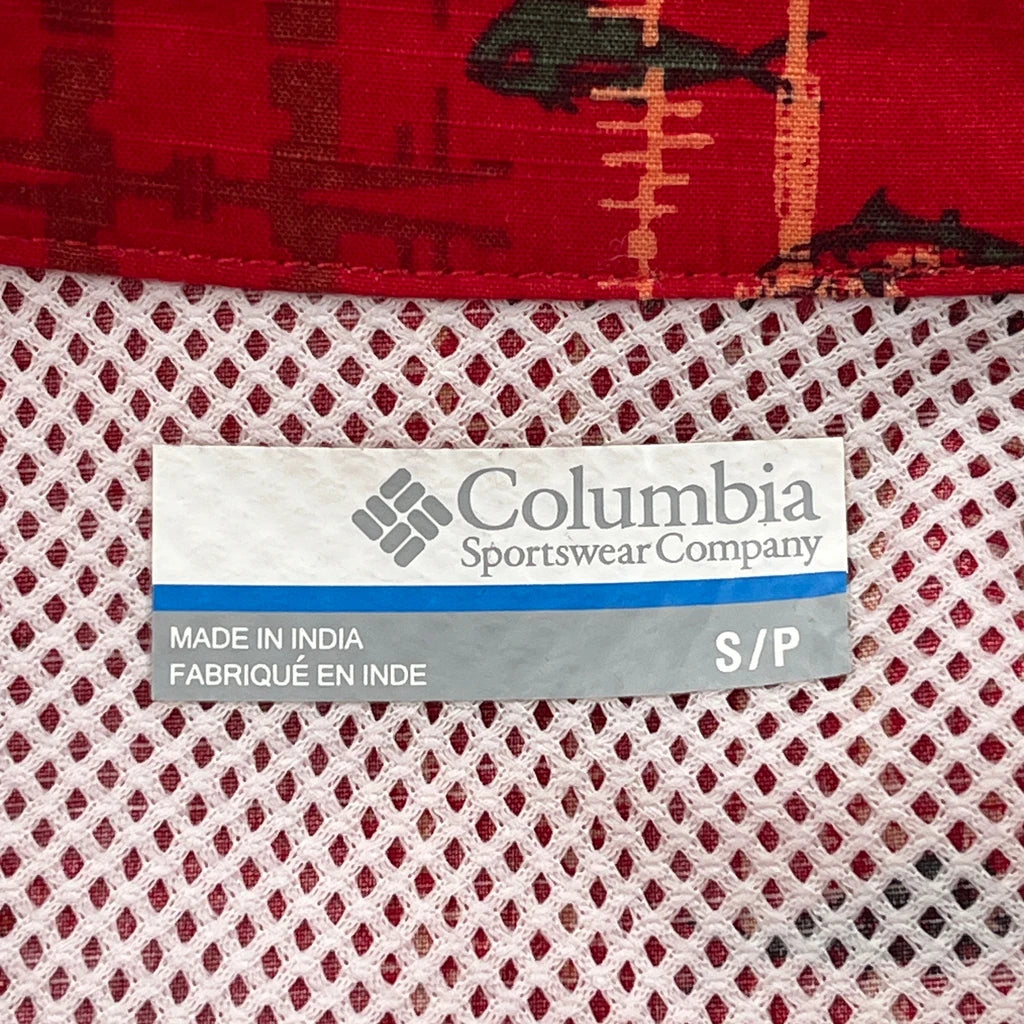 Columbia
Sportswear Company
MADE IN INDIA
FABRIQUÉ EN INDE
S/P